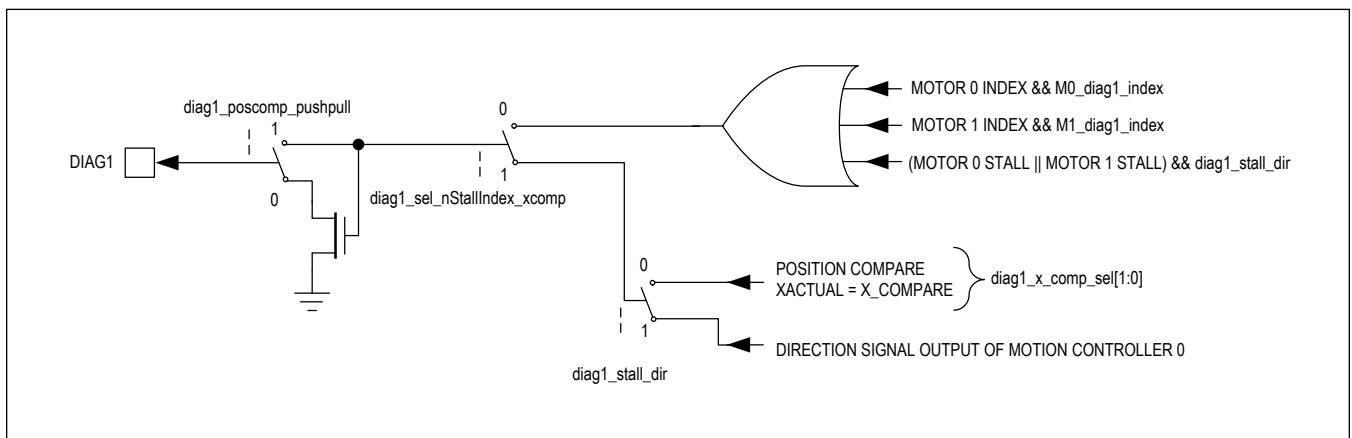 0
MOTOR 0 INDEX && M0_diag1_index
diag1_poscomp_pushpull
1
MOTOR 1 INDEX && M1_diag1_index
DIAG1
(MOTOR 0 STALL || MOTOR 1 STALL) && diag1_stall_dir
0
1
diag1_sel_nStallIndex_xcomp
0
POSITION COMPARE
XACTUAL = X_COMPARE
diag1_x_comp_sel[1:0]
1
DIRECTION SIGNAL OUTPUT OF MOTION CONTROLLER 0
diag1_stall_dir